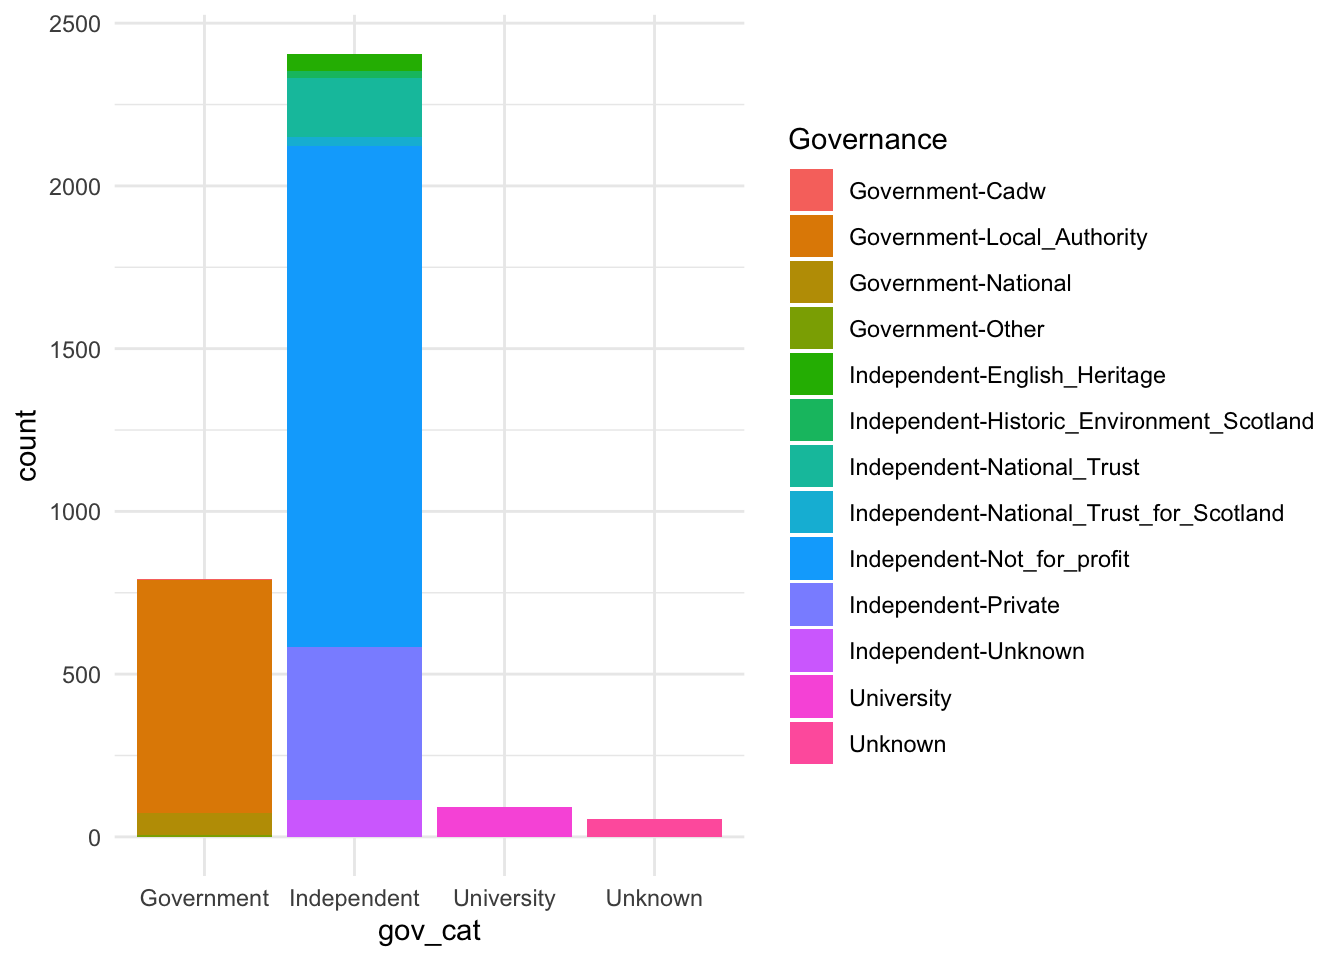 2500
2000
1500
1000
500
0
count
Government Independent University Unknown
gov_cat
Governance
Government-Cadw
Government-Local_Authority
Government-National
Government-Other
Independent-English_Heritage
Independent-Historic_Environment_Scotland
Independent-National_Trust
Independent-National_Trust_for_Scotland
Independent-Not_for_profit
Independent-Private
Independent-Unknown
University
Unknown